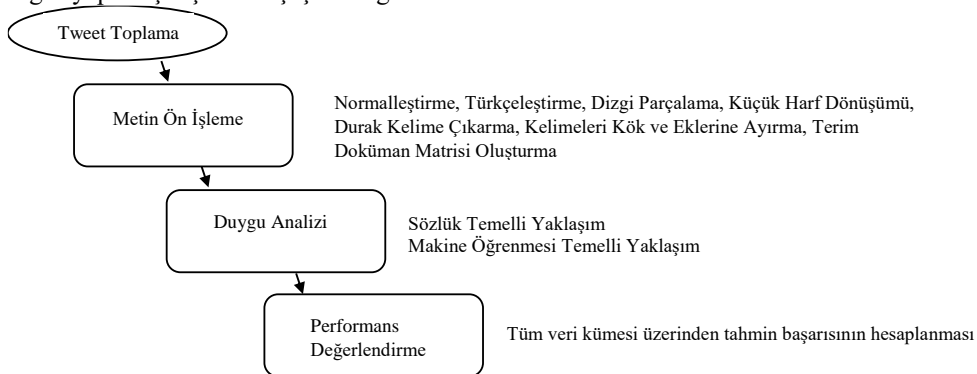 Tweet Toplama
Metin Ön İşleme
Normalleştirme, Türkçeleştirme, Dizgi Parçalama, Küçük Harf Dönüşümü,
Durak Kelime Çıkarma, Kelimeleri Kök ve Eklerine Ayırma, Terim
Doküman Matrisi Oluşturma
Duygu Analizi
Sözlük Temelli Yaklaşım
Makine Öğrenmesi Temelli Yaklaşım
Performans
Değerlendirme
Tüm veri kümesi üzerinden tahmin başarısının hesaplanması